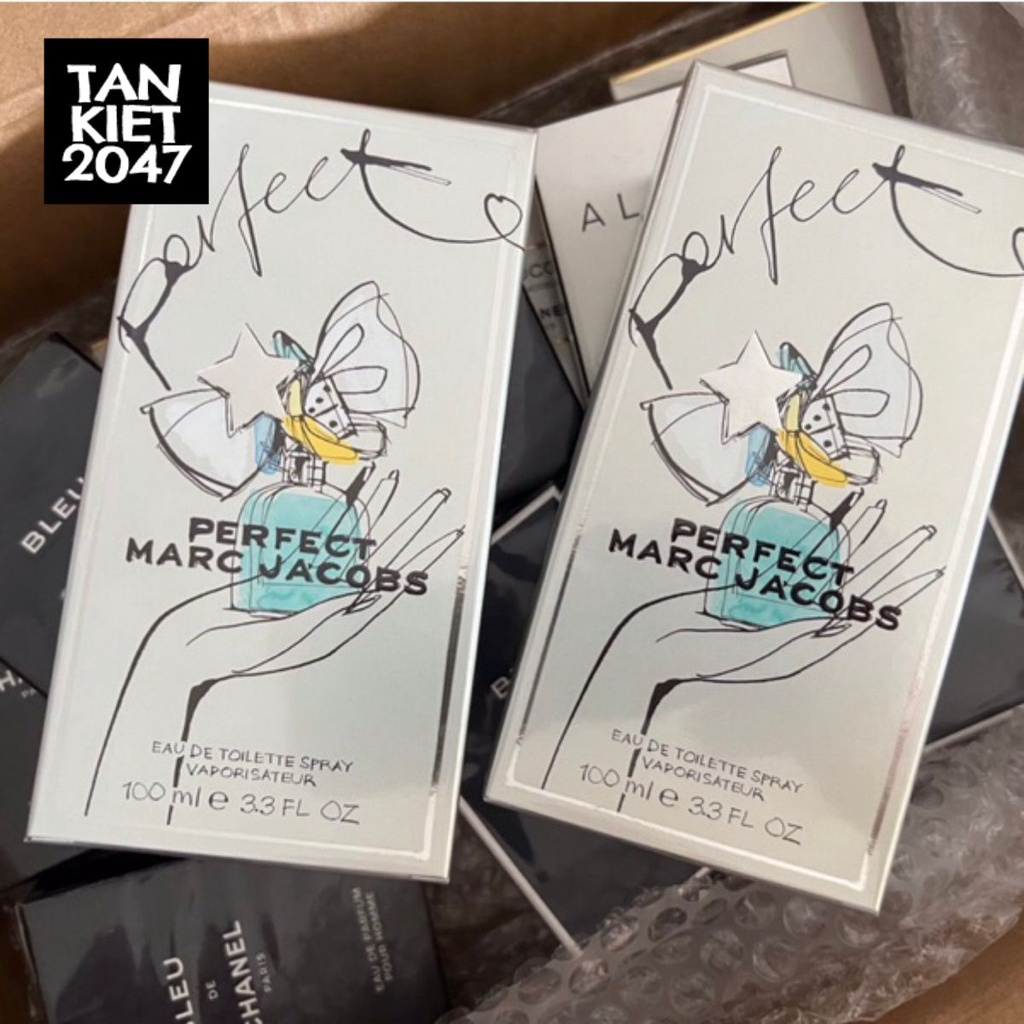 TAN
KIET
2047
perfect
PERFECT
MARC JACOBS
EAU DE TOILETTE SPRAY
VAPORISATEUR
100 ml e 3.3 FL OZ
perfect
PERFECT
MARC JACOBS
EAU DE TOILETTE SPRAY
VAPORISATEUR
100 ml e 3.3 FL OZ
AL
BLEU
BLEU
DE
CHANEL
PARIS
EAU DE PARFUM
POUR HOMME